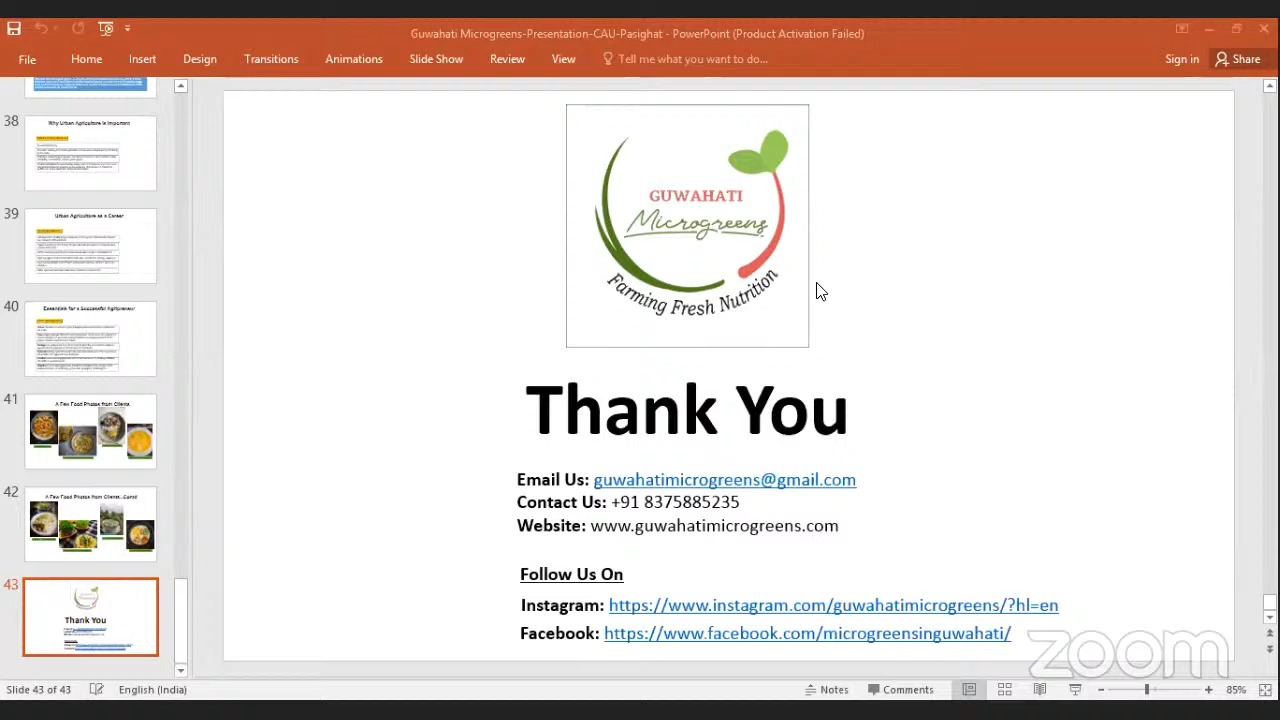 Guwahati Microgreens-Presentation-CAU-Pasighat - PowerPoint (Product Activation Failed)
File Home Insert Design Transitions Animations Slide Show Review View Tell me what you want to do... Sign in Share
38
Why Urban Agriculture is Important
39
Urban Agriculture as a Career
40
Essentials for a Successful Agripreneur
41
A Few Food Photos from Clients
42
A Few Food Photos from Clients...Contd
43
Thank You
GUWAHATI
Microgreens
Farming Fresh Nutrition
Thank You
Email Us: guwahatimicrogreens@gmail.com
Contact Us: +91 8375885235
Website: www.guwahatimicrogreens.com
Follow Us On
Instagram: https://www.instagram.com/guwahatimicrogreens/?hl=en
Facebook: https://www.facebook.com/microgreensinguwahati/
zoom
Slide 43 of 43 English (India) Notes Comments 85%